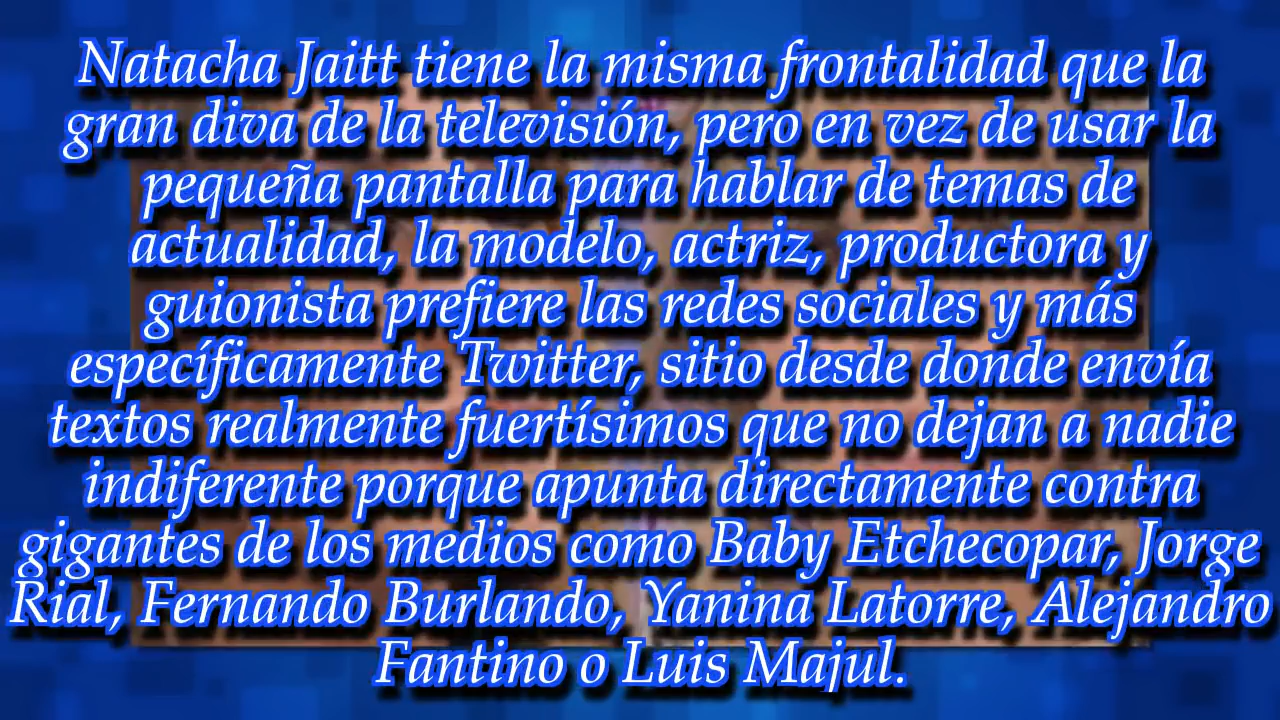 Natacha Jaitt tiene la misma frontalidad que la
gran diva de la televisión, pero en vez de usar la
pequeña pantalla para hablar de temas de
actualidad, la modelo, actriz, productora y
guionista prefiere las redes sociales y más
específicamente Twitter, sitio desde donde envía
textos realmente fuertísimos que no dejan a nadie
indiferente porque apunta directamente contra
gigantes de los medios como Baby Etchecopar, Jorge
Rial, Fernando Burlando, Yanina Latorre, Alejandro
Fantino o Luis Majul.